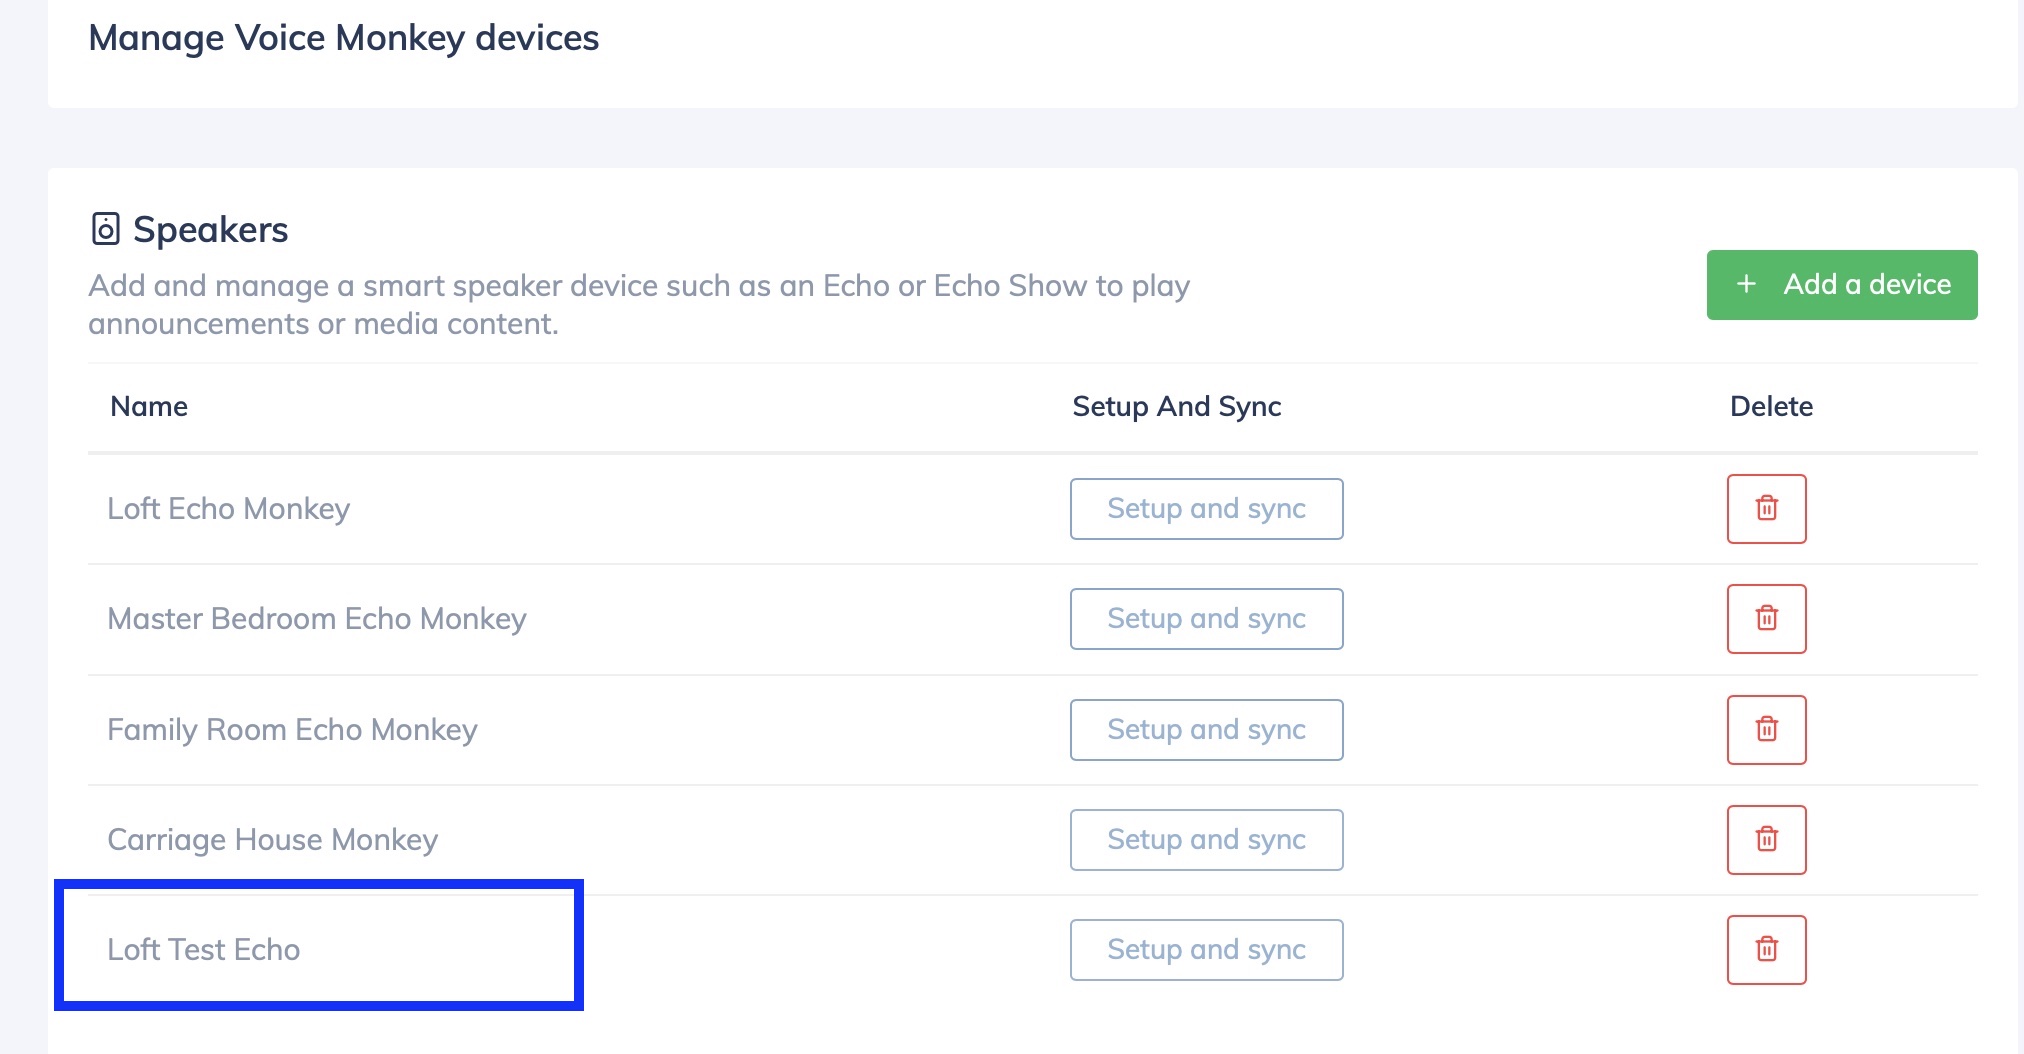 Manage Voice Monkey devices
Speakers
Add and manage a smart speaker device such as an Echo or Echo Show to play
announcements or media content.
+ Add a device
Name Setup And Sync Delete
Loft Echo Monkey Setup and sync
Master Bedroom Echo Monkey Setup and sync
Family Room Echo Monkey Setup and sync
Carriage House Monkey Setup and sync
Loft Test Echo Setup and sync